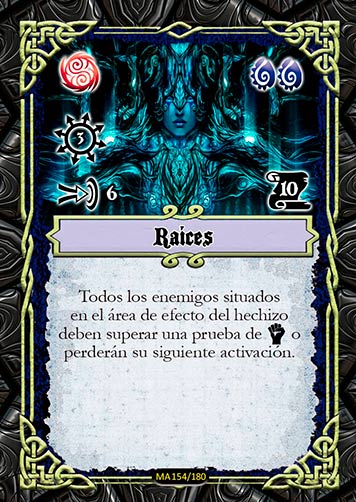 3
6
10
Raíces
Todos los enemigos situados
en el área de efecto del hechizo
deben superar una prueba de o
perderán su siguiente activación.
MA154/180